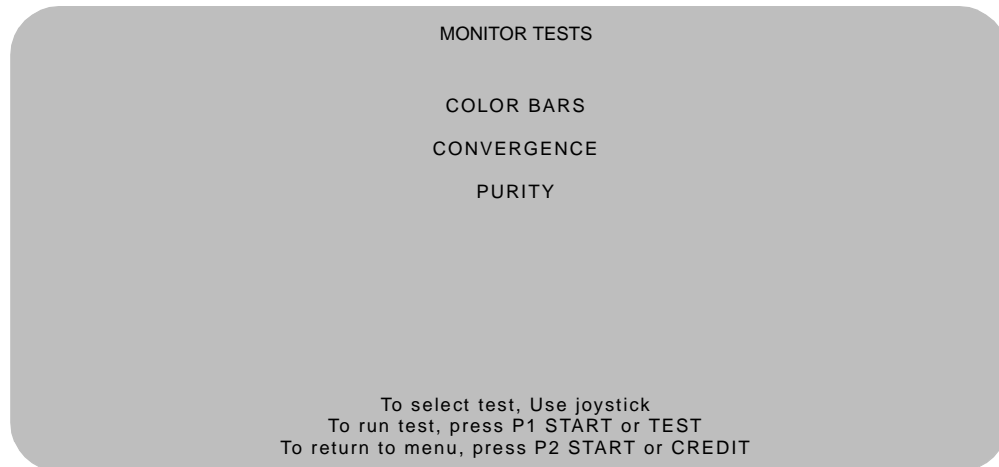 MONITOR TESTS
COLOR BARS
CONVERGENCE
PURITY
To select test, Use joystick
To run test, press P1 START or TEST
To return to menu, press P2 START or CREDIT